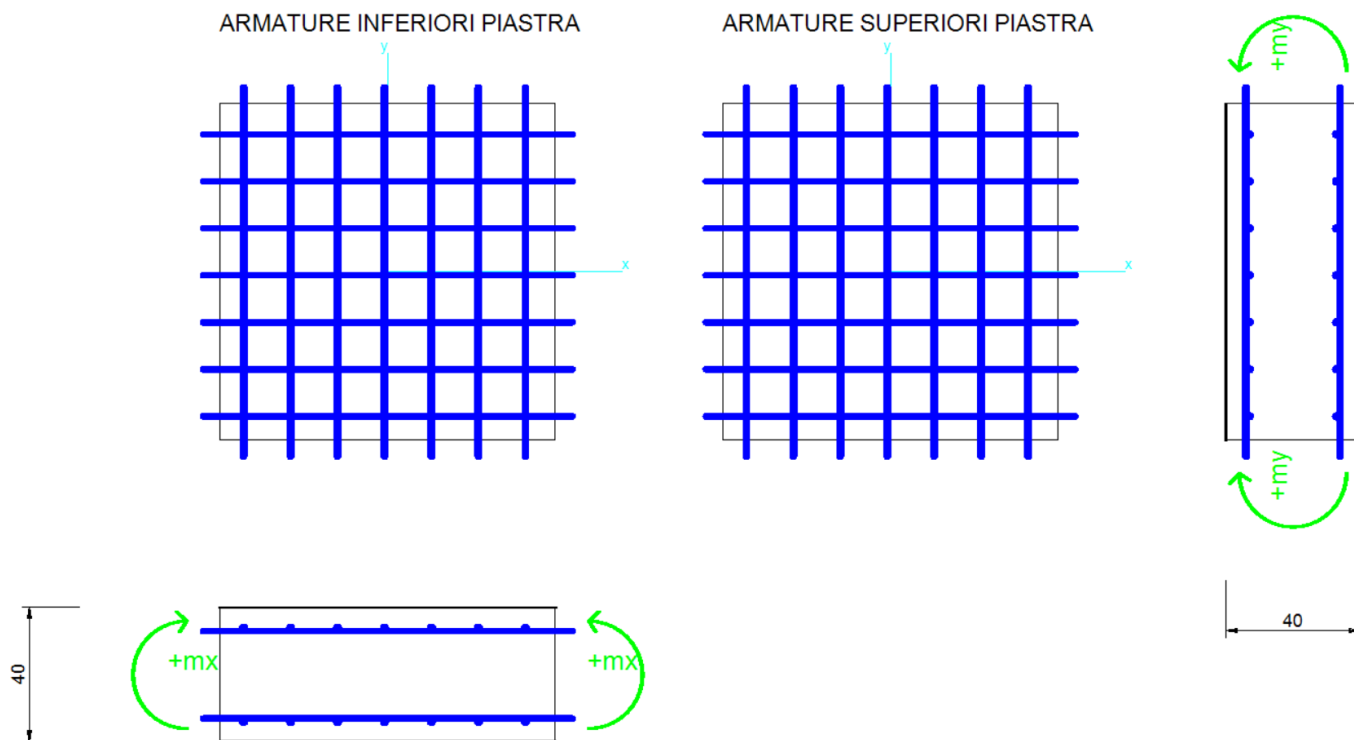 ARMATURE INFERIORI PIASTRA
ARMATURE SUPERIORI PIASTRA
y
y
+my
x
x
+my
40
+mx
+mx
40